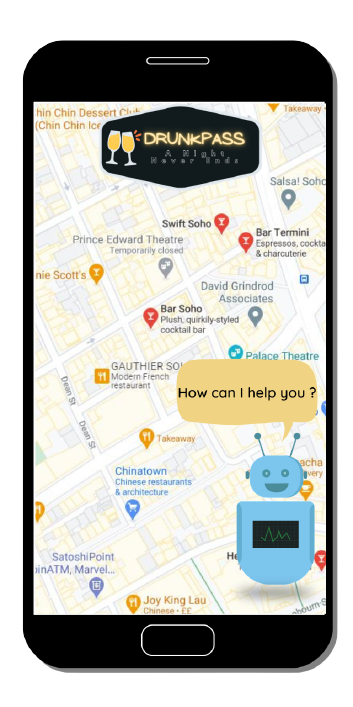 hin Chin Dessert Club
(Chin Chin Ice
Takeaway
DRUNKPASS
A Night
Never Ends
Salsa! Soho
Swift Soho
Bar Termini
Espressos, cockta
& charcuterie
Prince Edward Theatre
Temporarily closed
nie Scott's
David Grindrod
Associates
Bar Soho
Plush, quirkily-styled
cocktail bar
Palace Theatre
GAUTHIER SO
Modern French
restaurant
How can I help you ?
Dean St
Dean St
Takeaway
Chinatown
Chinese restaurants
& architecture
acha
very
SatoshiPoint
oinATM, Marvel...
He
Joy King Lau
Chinese • ££